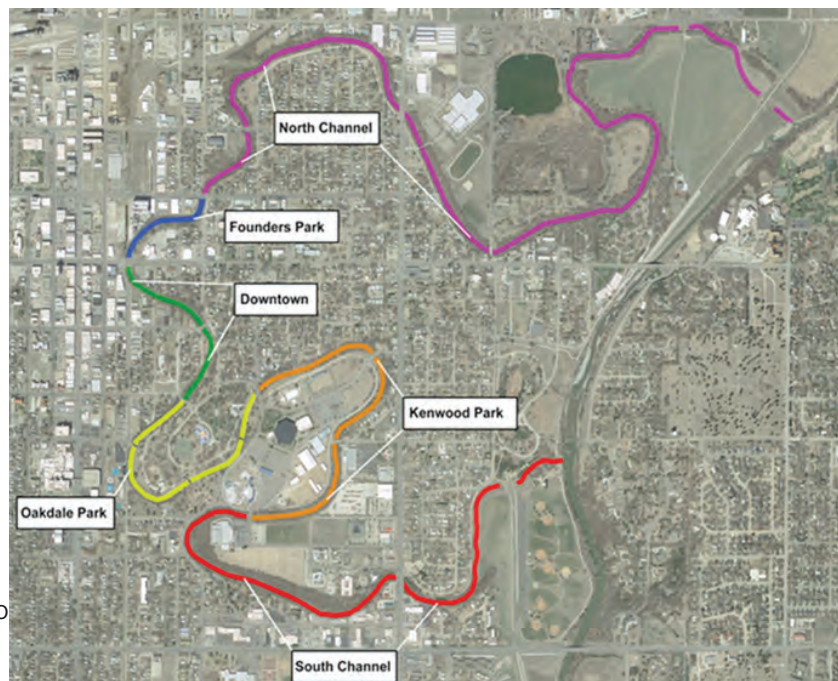 North Channel
Founders Park
Downtown
Kenwood Park
Oakdale Park
South Channel